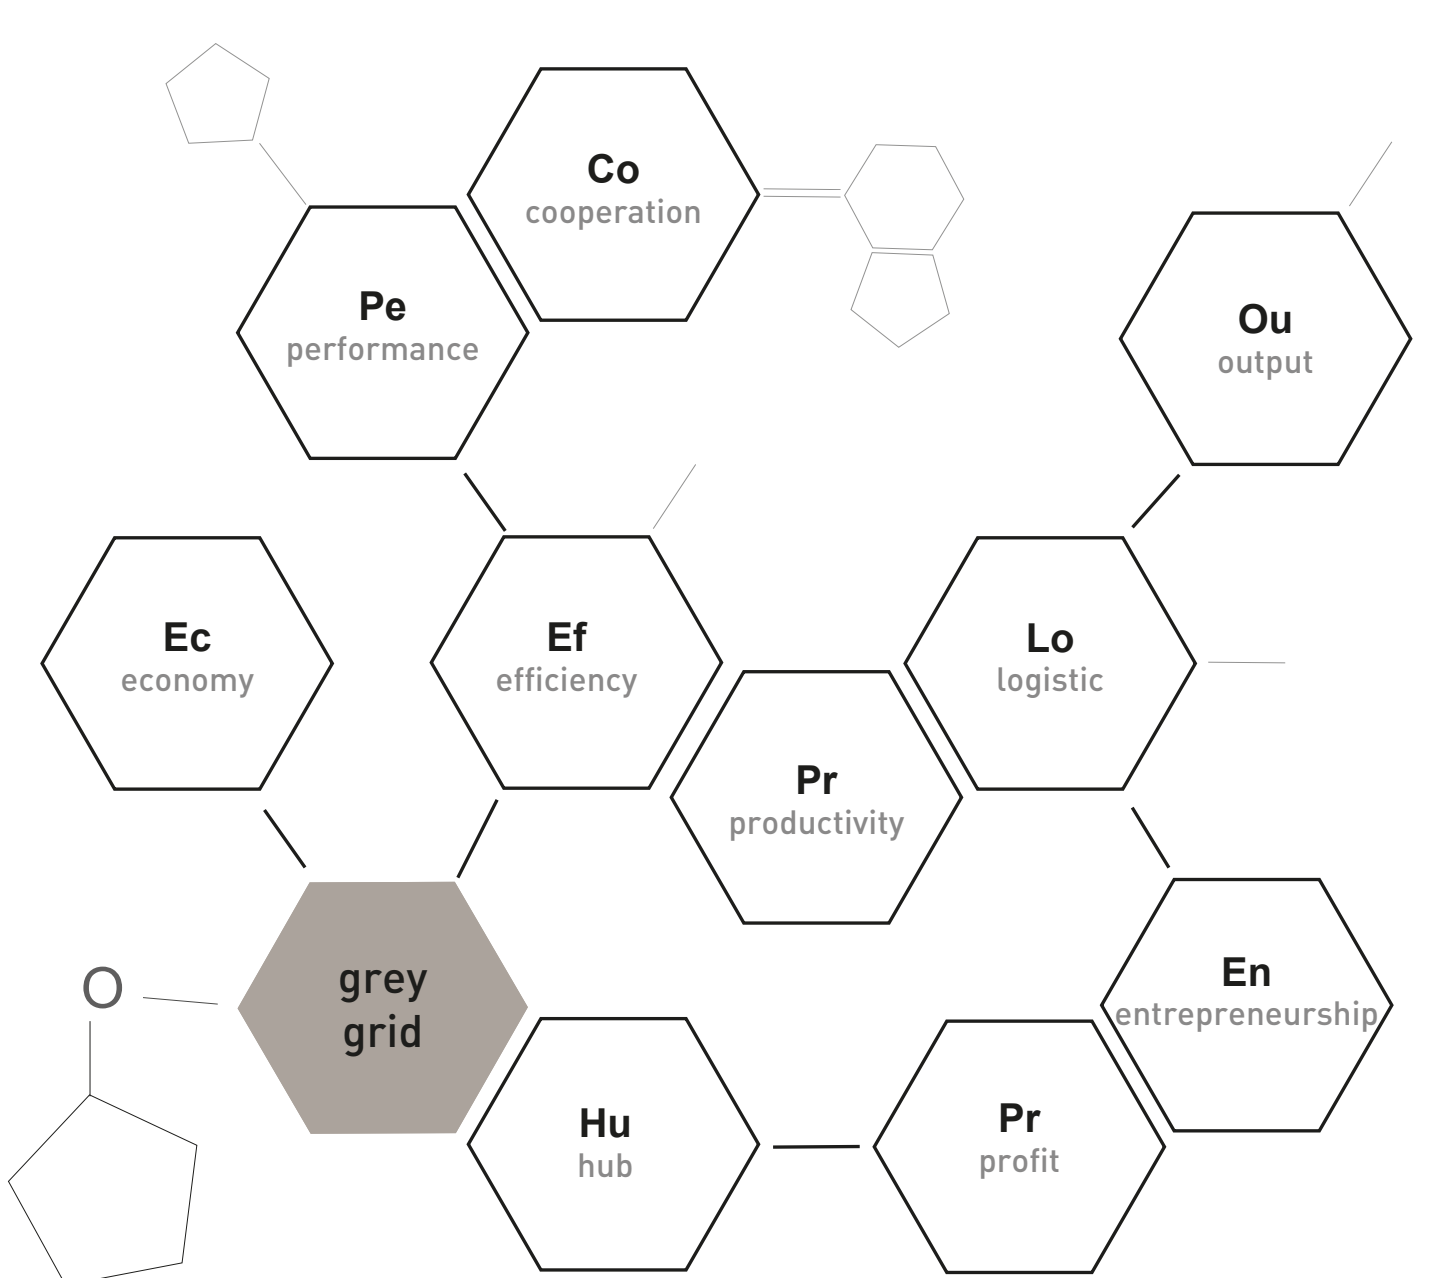 Co
cooperation
Pe
performance
Ou
output
Ec
economy
Ef
efficiency
Lo
logistic
Pr
productivity
grey
grid
O
En
entrepreneurship
Hu
hub
Pr
profit